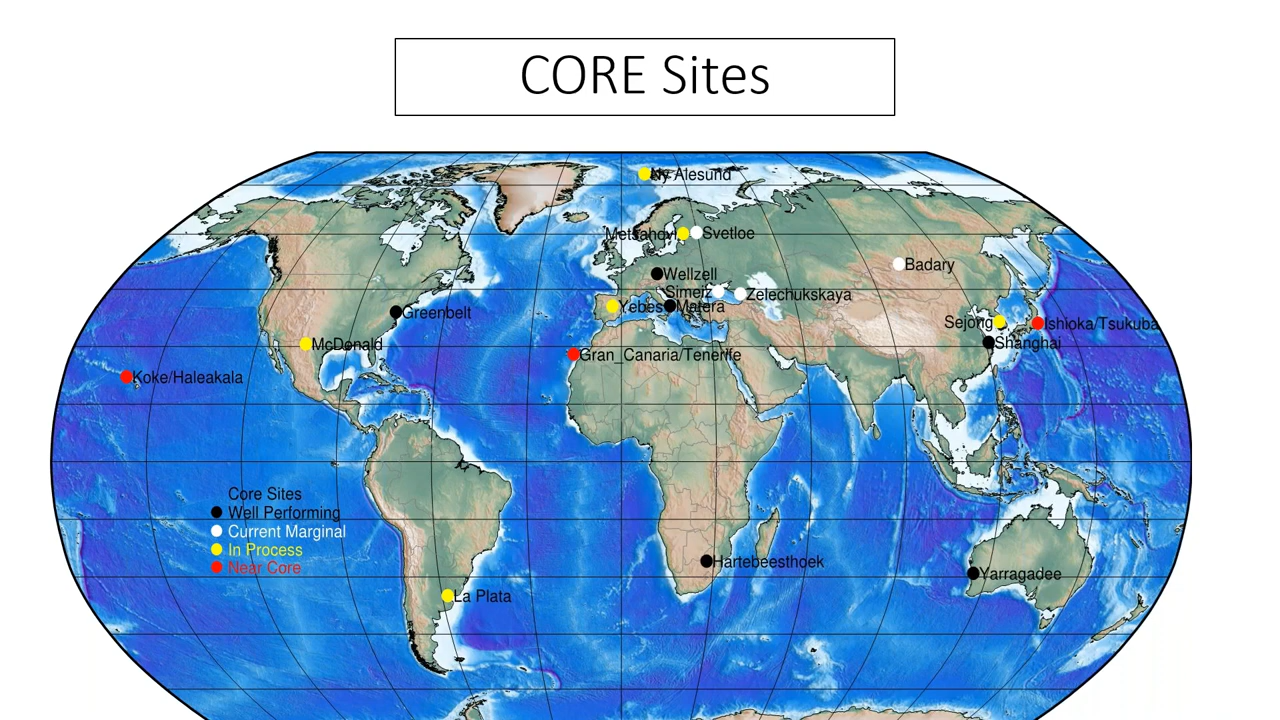 CORE Sites
Ny Alesund
Metsahovi
Svetloe
Badary
Wellzell
Simeiz
Zelechukskaya
Yebes
Matera
Greenbelt
Sejong
Ishioka/Tsukuba
McDonald
Shanghai
Gran_Canaria/Tenerife
Koke/Haleakala
Core Sites
Well Performing
Current Marginal
In Process
Near Core
Hartebeesthoek
Yarragadee
La Plata